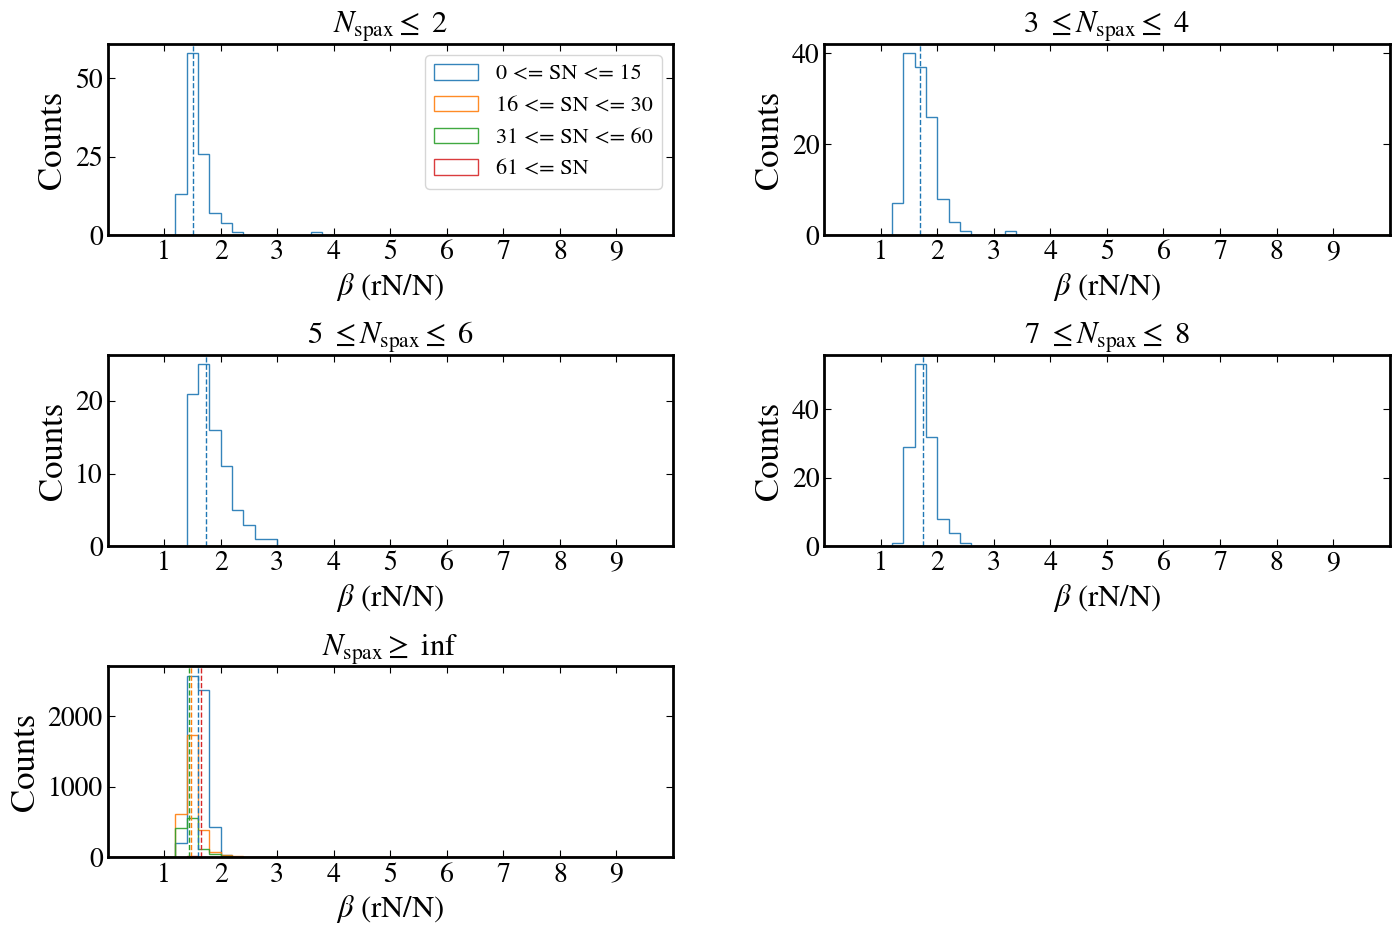 N_spax ≤ 2
50
25
0
Counts
0 <= SN <= 15
16 <= SN <= 30
31 <= SN <= 60
61 <= SN
1 2 3 4 5 6 7 8 9
β (rN/N)
3 ≤N_spax ≤ 4
40
20
0
Counts
1 2 3 4 5 6 7 8 9
β (rN/N)
5 ≤N_spax ≤ 6
20
10
0
Counts
1 2 3 4 5 6 7 8 9
β (rN/N)
7 ≤N_spax ≤ 8
40
20
0
Counts
1 2 3 4 5 6 7 8 9
β (rN/N)
N_spax ≥ inf
2000
1000
0
Counts
1 2 3 4 5 6 7 8 9
β (rN/N)